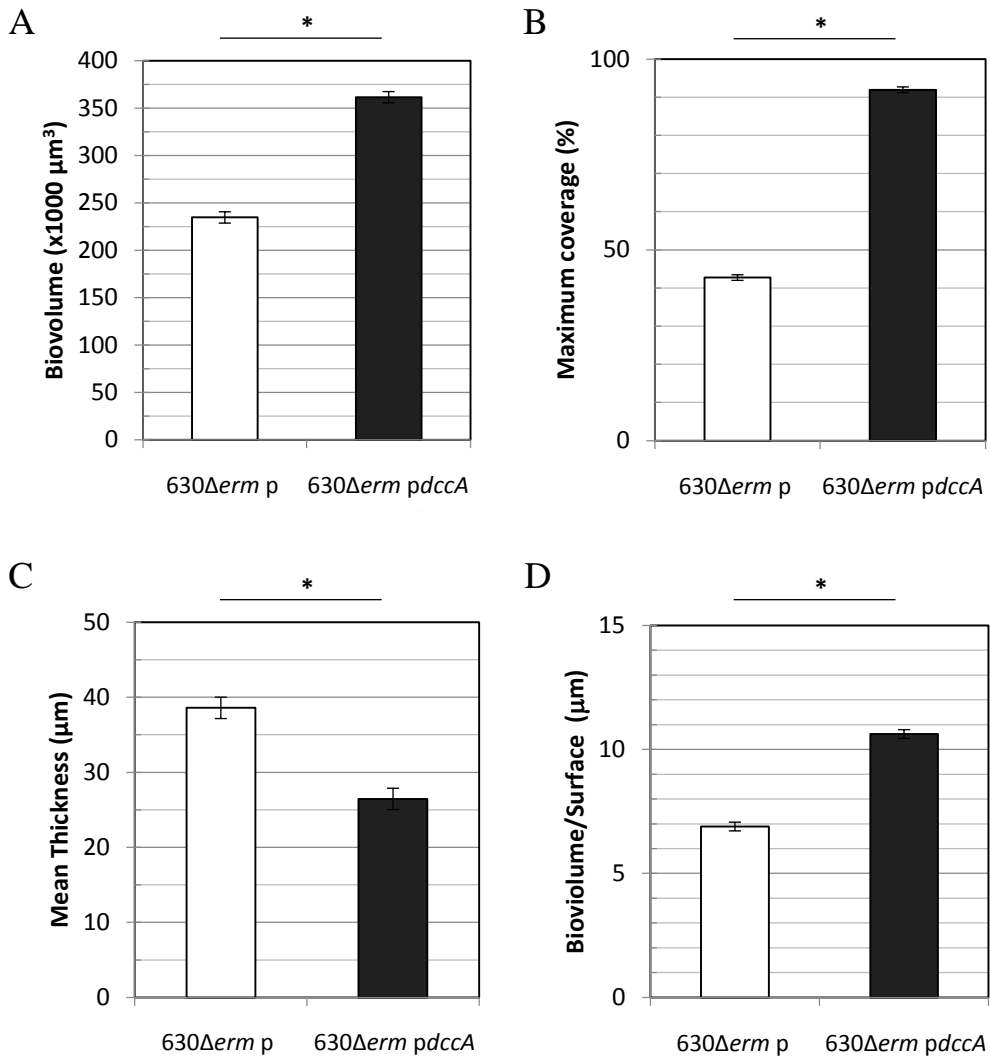 A
*
Biovolume (x1000 µm³)
400
350
300
250
200
150
100
50
0
630Δerm p
630Δerm pdccA
B
*
Maximum coverage (%)
100
50
0
630Δerm p
630Δerm pdccA
C
*
Mean Thickness (µm)
50
40
30
20
10
0
630Δerm p
630Δerm pdccA
D
*
Bioviolume/Surface (µm)
15
10
5
0
630Δerm p
630Δerm pdccA